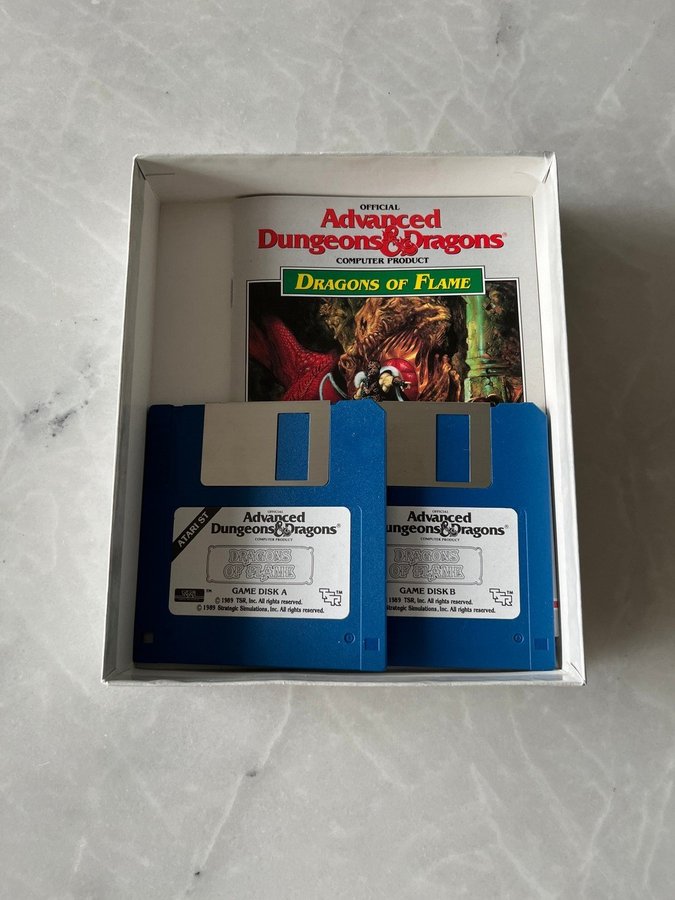 OFFICIAL
Advanced
Dungeons & Dragons®
COMPUTER PRODUCT
DRAGONS OF FLAME
ATARI ST
OFFICIAL
Advanced
Dungeons & Dragons®
COMPUTER PRODUCT
DRAGONS
OF FLAME
GAME DISK A
TSR™
© 1989 TSR, Inc. All rights reserved.
© 1989 Strategic Simulations, Inc. All rights reserved.
OFFICIAL
Advanced
ungeons & Dragons®
COMPUTER PRODUCT
DRAGONS
OF FLAME
GAME DISK B
TSR™
1989 TSR, Inc. All rights reserved.
Strategic Simulations, Inc. All rights reserved.